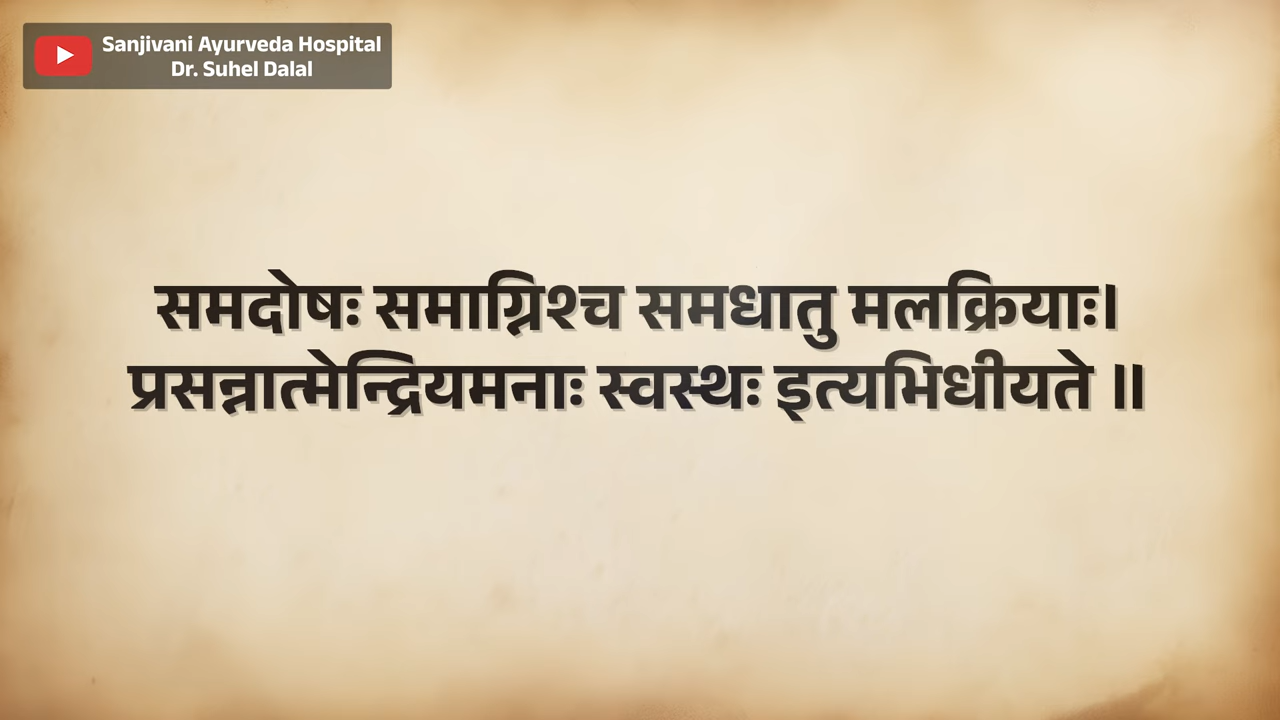 Sanjivani Ayurveda Hospital
Dr. Suhel Dalal
समदोषः समाग्निश्च समधातु मलक्रियाः।
प्रसन्नात्मेन्द्रियमनाः स्वस्थः इत्यभिधीयते ॥